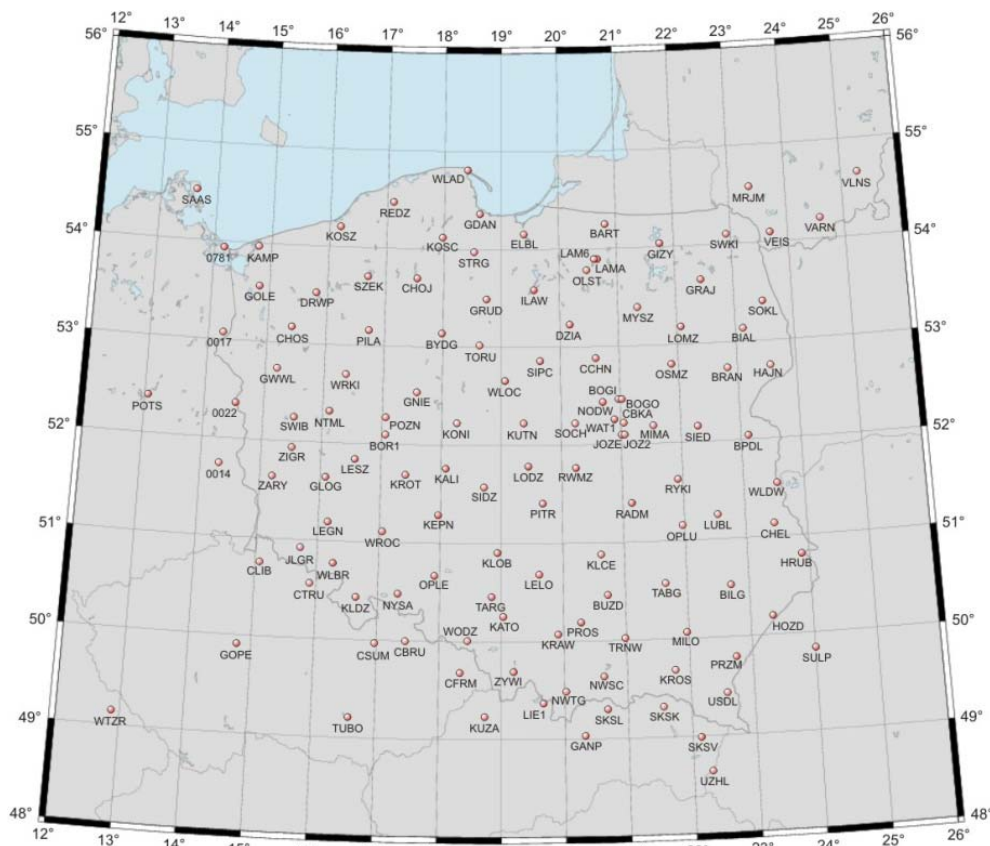 12° 13° 14° 15° 16° 17° 18° 19° 20° 21° 22° 23° 24° 25° 26°
56° 56°
55° 55°
WLAD
SAAS
VLNS
MRJM
REDZ
GDAN
VARN
54° KOSZ 54°
ELBL
BART
SWKI
VEIS
0781
KAMP
KOSC
STRG
LAM6
LAMA
GIZY
OLST
GOLE
SZEK
CHOJ
GRAJ
DRWP
ILAW
GRUD
MYSZ
SOKL
53° 53°
0017
CHOS
PILA
BYDG
DZIA
LOMZ
BIAL
TORU
GWWL
WRKI
SIPC
CCHN
OSMZ
BRAN
HAJN
POTS
WLOC
GNIE
BOGI
BOGO
NODW
CBKA
0022
SWIB
NTML
POZN
52° 52°
KONI
KUTN
SOCH
WAT1
MIMA
SIED
BOR1
JOZE
JOZ2
BPDL
ZIGR
LESZ
0014
ZARY
GLOG
KROT
KALI
LODZ
RWMZ
RYKI
WLDW
SIDZ
PITR
RADM
51° 51°
LEGN
KEPN
LUBL
CHEL
WROC
OPLU
JLGR
CLIB
WLBR
KLOB
KLCE
HRUB
CTRU
OPLE
LELO
TABG
BILG
KLDZ
NYSA
TARG
BUZD
50° 50°
KATO
PROS
HOZD
WODZ
KRAW
TRNW
MILO
GOPE
CSUM
CBRU
SULP
PRZM
CFRM
ZYWI
NWSC
KROS
NWTG
USDL
49° 49°
WTZR
LIE1
SKSL
SKSK
TUBO
KUZA
GANP
SKSV
UZHL
48° 48°
12° 13° 14° 24° 25° 26°